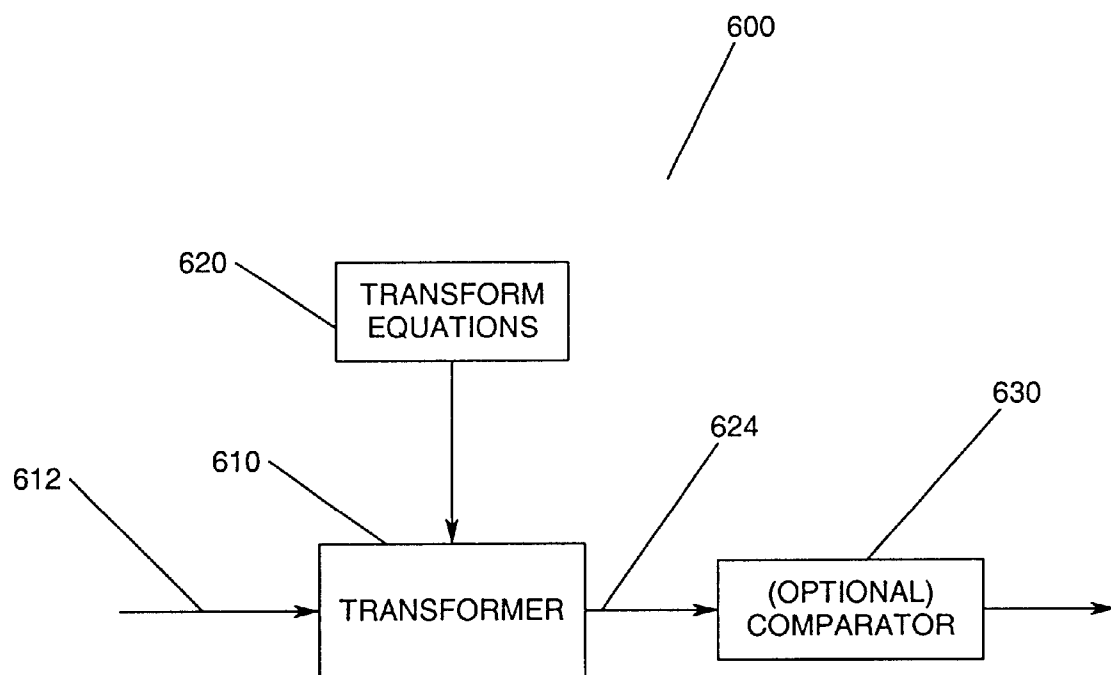 600
620
TRANSFORM
EQUATIONS
630
624
610
612
TRANSFORMER
(OPTIONAL)
COMPARATOR